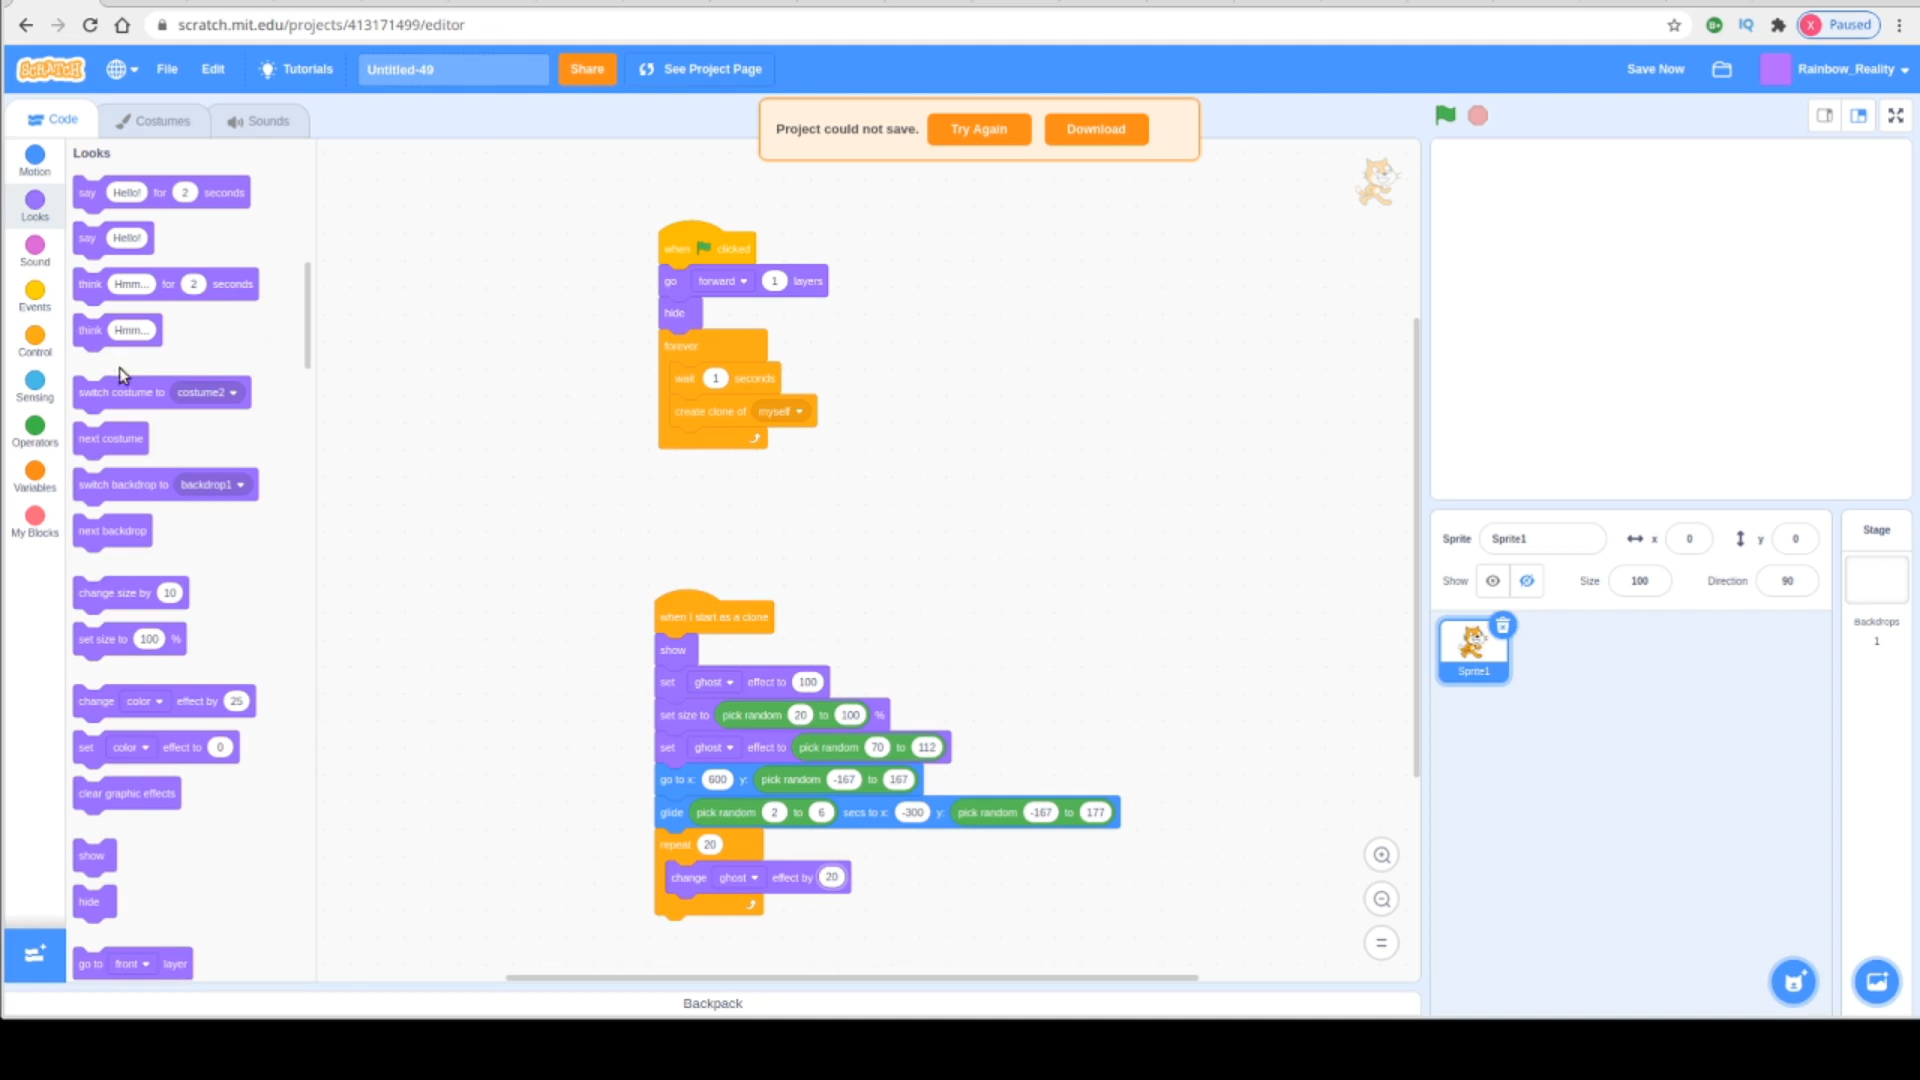 scratch.mit.edu/projects/413171499/editor
X Paused
SCRATCH File Edit Tutorials Untitled-49 Share See Project Page Save Now Rainbow_Reality
Code Costumes Sounds
Project could not save. Try Again Download
Motion
Looks
Sound
Events
Control
Sensing
Operators
Variables
My Blocks
Looks
say Hello! for 2 seconds
say Hello!
think Hmm... for 2 seconds
think Hmm...
switch costume to costume2
next costume
switch backdrop to backdrop1
next backdrop
change size by 10
set size to 100 %
change color effect by 25
set color effect to 0
clear graphic effects
show
hide
go to front layer
when clicked
go forward 1 layers
hide
forever
wait 1 seconds
create clone of myself
when I start as a clone
show
set ghost effect to 100
set size to pick random 20 to 100 %
set ghost effect to pick random 70 to 112
go to x: 600 y: pick random -167 to 167
glide pick random 2 to 6 secs to x: -300 y: pick random -167 to 177
repeat 20
change ghost effect by 20
Sprite Sprite1 x 0 y 0
Show Size 100 Direction 90
Sprite1
Stage
Backdrops
1
Backpack